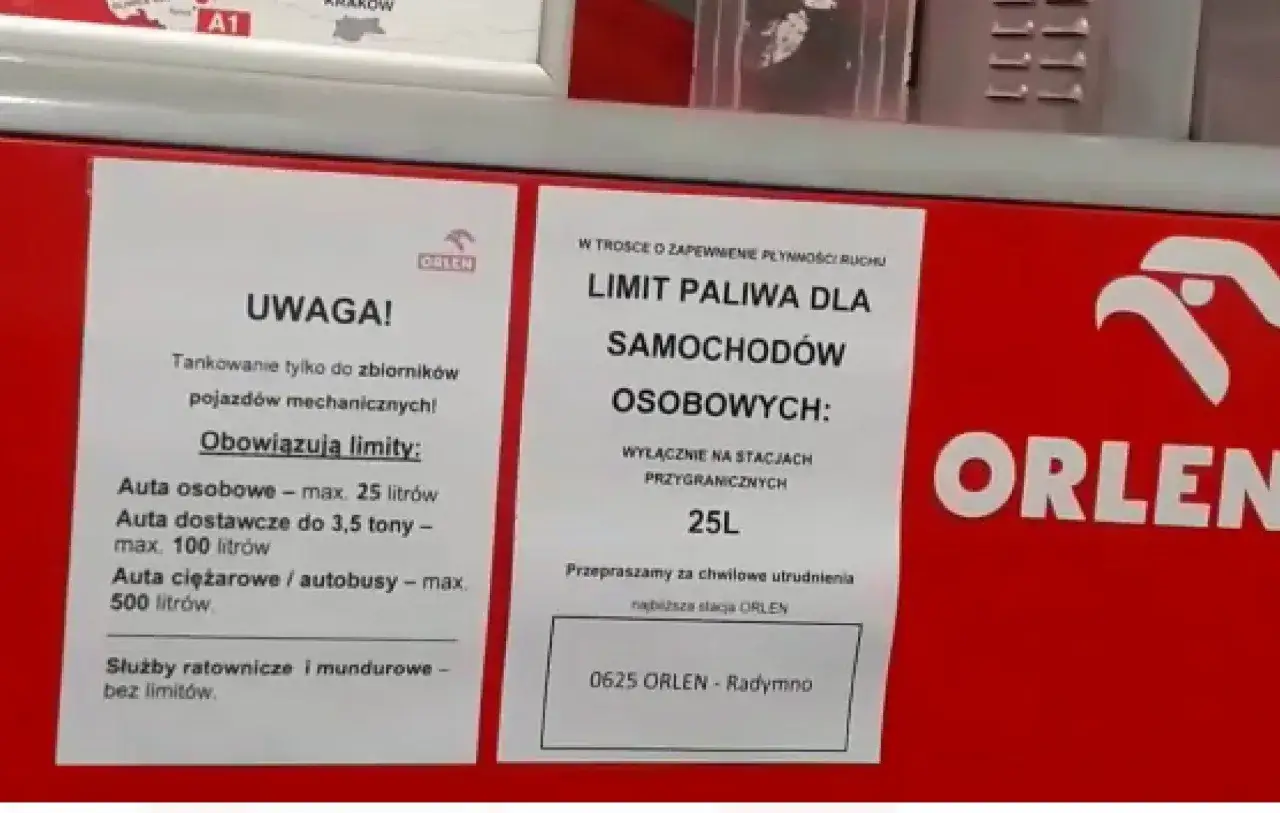 KRAKÓW
A1
ORLEN
UWAGA!
Tankowanie tylko do zbiorników
pojazdów mechanicznych!
Obowiązują limity:
Auta osobowe – max. 25 litrów
Auta dostawcze do 3,5 tony –
max. 100 litrów
Auta ciężarowe / autobusy – max.
500 litrów.
Służby ratownicze i mundurowe –
bez limitów.
W TROSCE O ZAPEWNIENIE PŁYNNOŚCI RUCHU
LIMIT PALIWA DLA
SAMOCHODÓW
OSOBOWYCH:
WYŁĄCZNIE NA STACJACH
PRZYGRANICZNYCH
25L
Przepraszamy za chwilowe utrudnienia
najbliższa stacja ORLEN
0625 ORLEN - Radymno
ORLEN